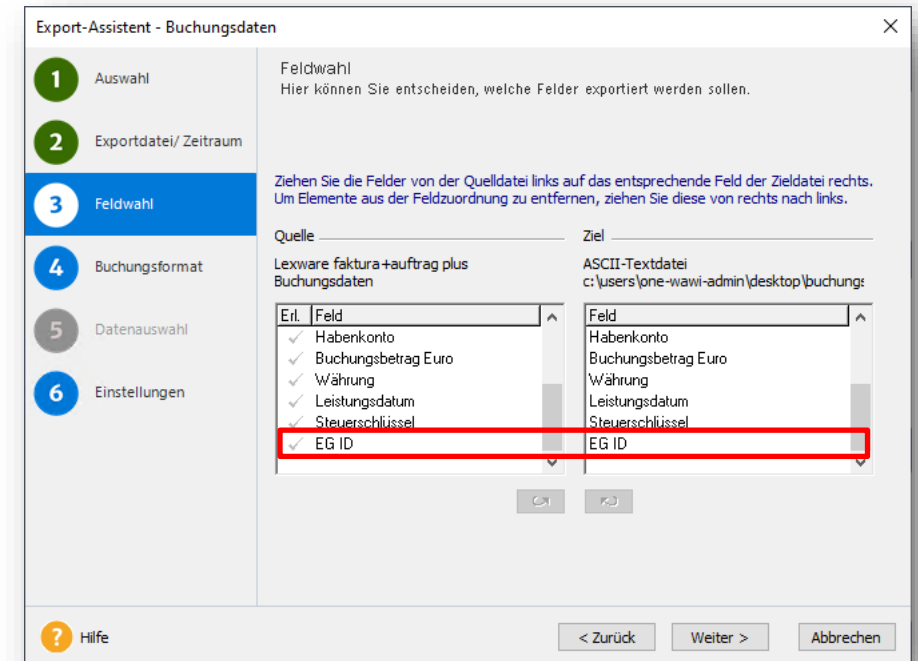 Export-Assistent - Buchungsdaten
1 Auswahl
2 Exportdatei/ Zeitraum
3 Feldwahl
4 Buchungsformat
5 Datenauswahl
6 Einstellungen
Feldwahl
Hier können Sie entscheiden, welche Felder exportiert werden sollen.
Ziehen Sie die Felder von der Quelldatei links auf das entsprechende Feld der Zieldatei rechts.
Um Elemente aus der Feldzuordnung zu entfernen, ziehen Sie diese von rechts nach links.
Quelle
Lexware faktura+auftrag plus
Buchungsdaten
Erl. Feld
Habenkonto
Buchungsbetrag Euro
Währung
Leistungsdatum
Steuerschlüssel
EG ID
Ziel
ASCII-Textdatei
c:\users\one-wawi-admin\desktop\buchungs
Feld
Habenkonto
Buchungsbetrag Euro
Währung
Leistungsdatum
Steuerschlüssel
EG ID
? Hilfe
< Zurück
Weiter >
Abbrechen